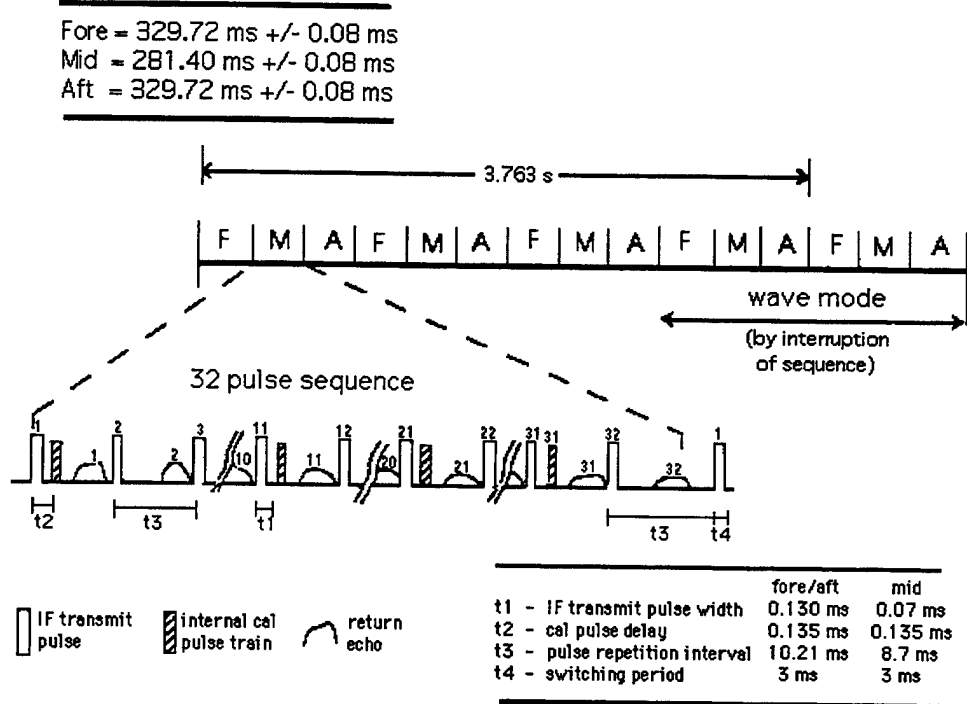 Fore = 329.72 ms +/- 0.08 ms
Mid = 281.40 ms +/- 0.08 ms
Aft = 329.72 ms +/- 0.08 ms
3.763 s
F M A F M A F M A F M A F M A
wave mode
(by interruption
of sequence)
32 pulse sequence
1 2 3 11 12 21 22 31 31 32 1
1 2 10 11 20 21 31 32
t2 t3 t1 t3 t4
IF transmit
pulse
internal cal
pulse train
return
echo
fore/aft mid
t1 - IF transmit pulse width 0.130 ms 0.07 ms
t2 - cal pulse delay 0.135 ms 0.135 ms
t3 - pulse repetition interval 10.21 ms 8.7 ms
t4 - switching period 3 ms 3 ms